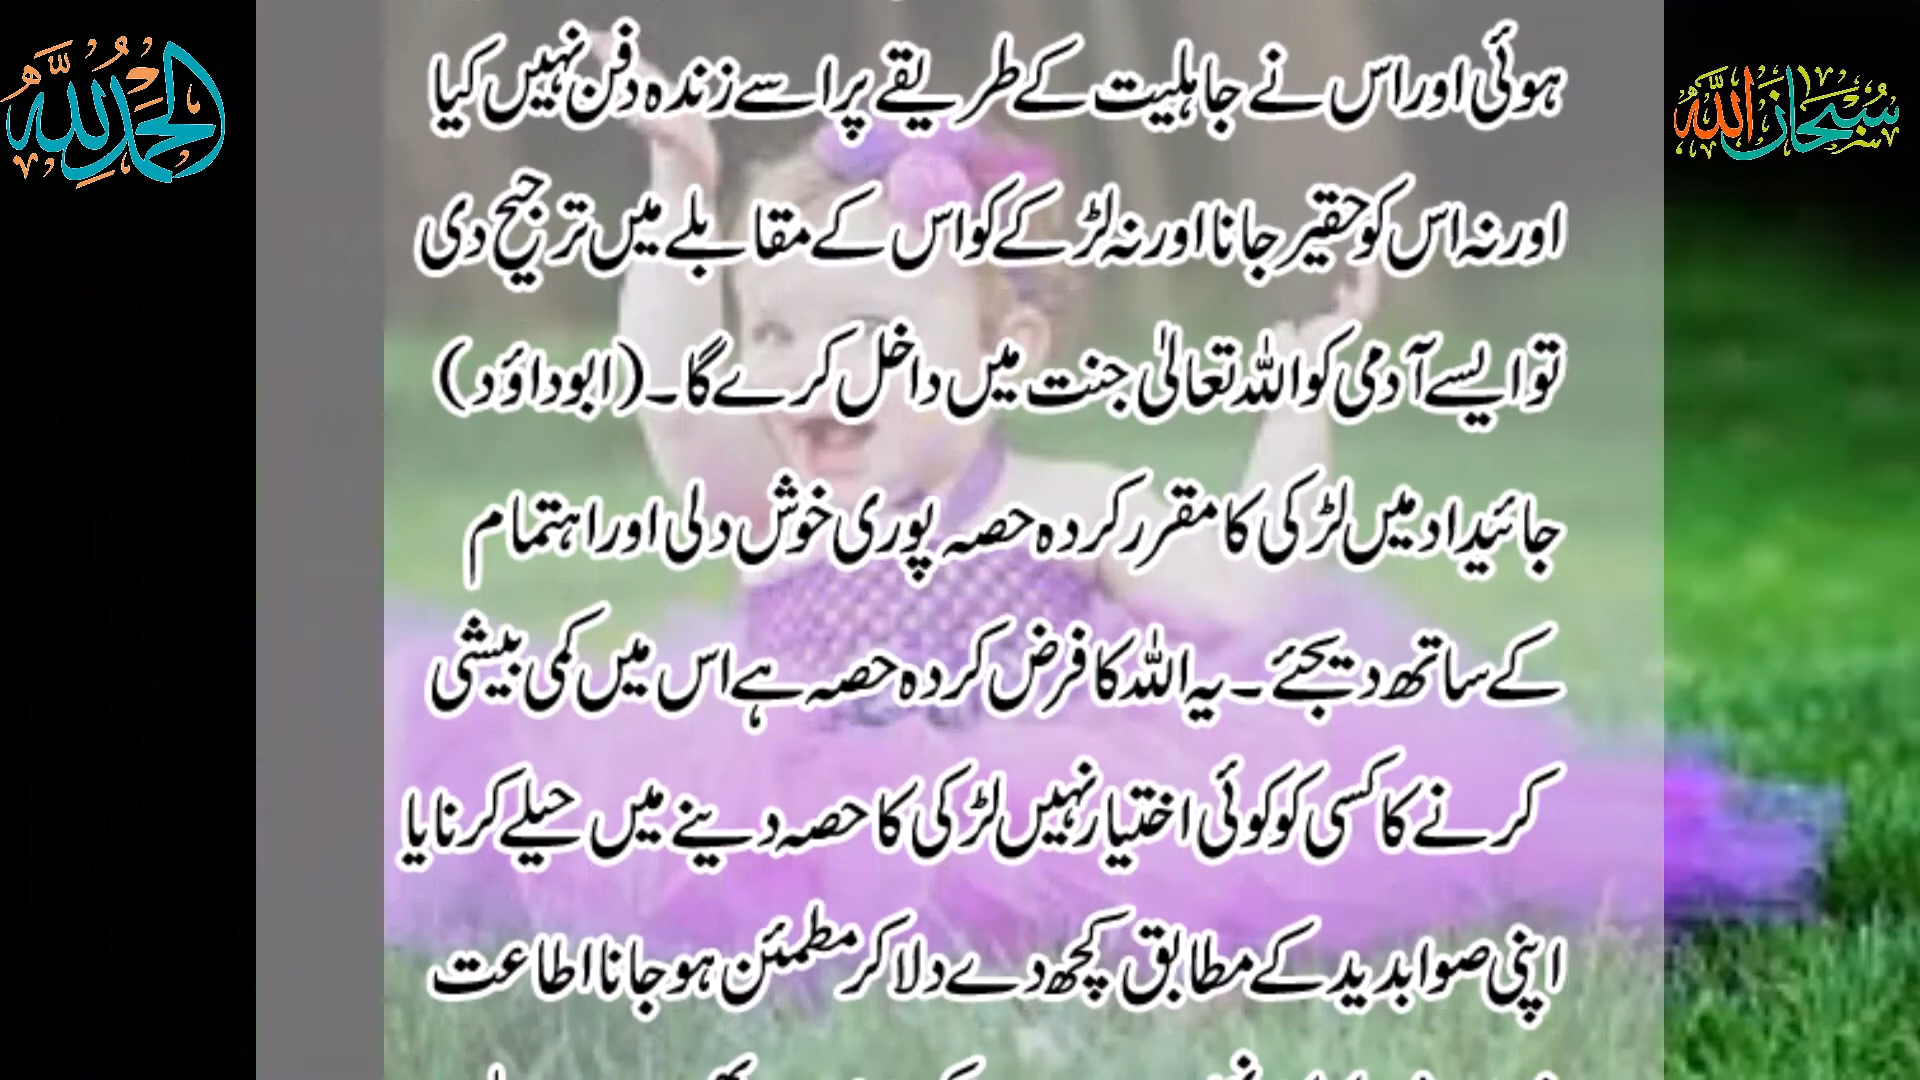 الحمد لله
سبحان الله
ہوئی اور اس نے جاہلیت کے طریقے پر اسے زندہ دفن نہیں کیا
اور نہ اس کو حقیر جانا اور نہ لڑکے کو اس کے مقابلے میں ترجیح دی
تو ایسے آدمی کو اللہ تعالیٰ جنت میں داخل کرے گا۔ (ابوداؤد)
جائیداد میں لڑکی کا مقرر کردہ حصہ پوری خوش دلی اور اہتمام
کے ساتھ دیجئے۔ یہ اللہ کا فرض کردہ حصہ ہے اس میں کمی بیشی
کرنے کا کسی کو کوئی اختیار نہیں لڑکی کا حصہ دینے میں حیلے کرنا یا
اپنی صوابدید کے مطابق کچھ دے دلا کر مطمئن ہو جانا اطاعت